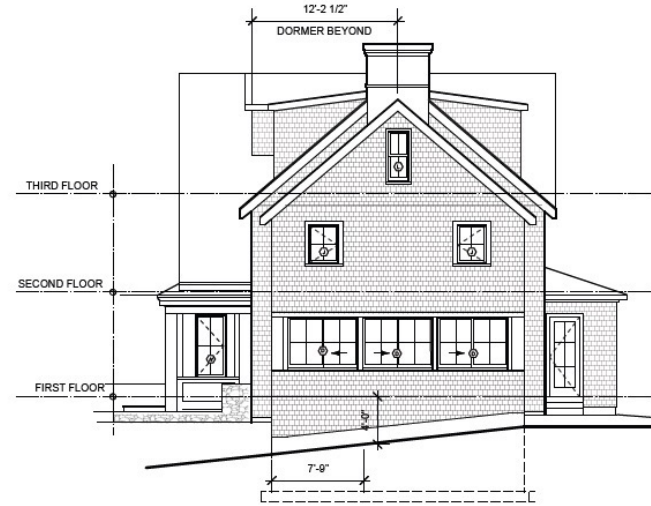 12'-2 1/2"
DORMER BEYOND
THIRD FLOOR
SECOND FLOOR
FIRST FLOOR
4'-0"
7'-9"